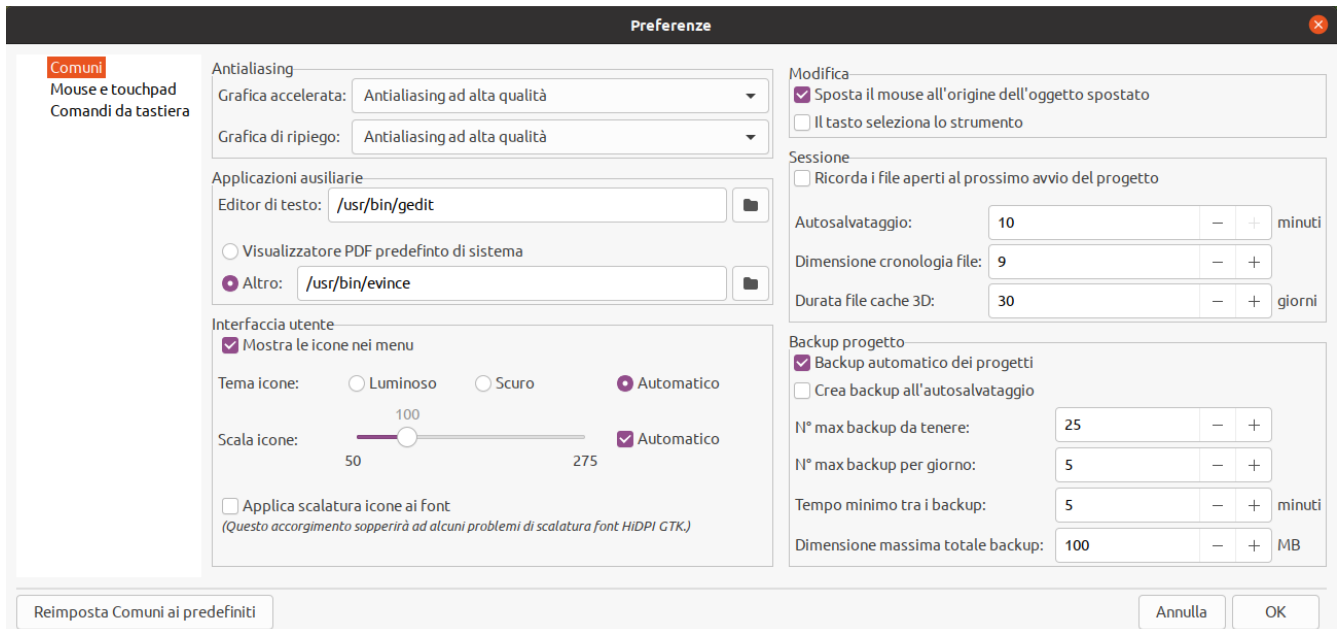 Preferenze
Comuni
Mouse e touchpad
Comandi da tastiera
Antialiasing
Grafica accelerata: Antialiasing ad alta qualità
Grafica di ripiego: Antialiasing ad alta qualità
Applicazioni ausiliarie
Editor di testo: /usr/bin/gedit
Visualizzatore PDF predefinto di sistema
Altro: /usr/bin/evince
Interfaccia utente
Mostra le icone nei menu
Tema icone: Luminoso Scuro Automatico
100
Scala icone: Automatico
50 275
Applica scalatura icone ai font
(Questo accorgimento sopperirà ad alcuni problemi di scalatura font HiDPI GTK.)
Modifica
Sposta il mouse all'origine dell'oggetto spostato
Il tasto seleziona lo strumento
Sessione
Ricorda i file aperti al prossimo avvio del progetto
Autosalvataggio: 10 minuti
Dimensione cronologia file: 9
Durata file cache 3D: 30 giorni
Backup progetto
Backup automatico dei progetti
Crea backup all'autosalvataggio
N° max backup da tenere: 25
N° max backup per giorno: 5
Tempo minimo tra i backup: 5 minuti
Dimensione massima totale backup: 100 MB
Reimposta Comuni ai predefiniti
Annulla OK